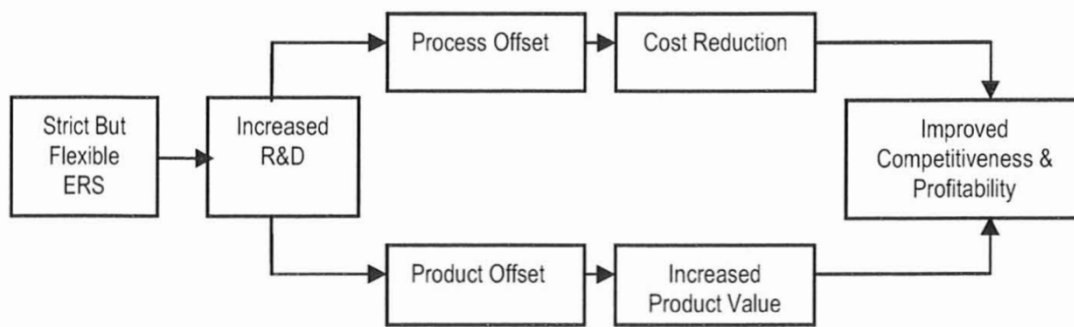 Process Offset
Cost Reduction
Strict But
Flexible
ERS
Increased
R&D
Improved
Competitiveness &
Profitability
Product Offset
Increased
Product Value